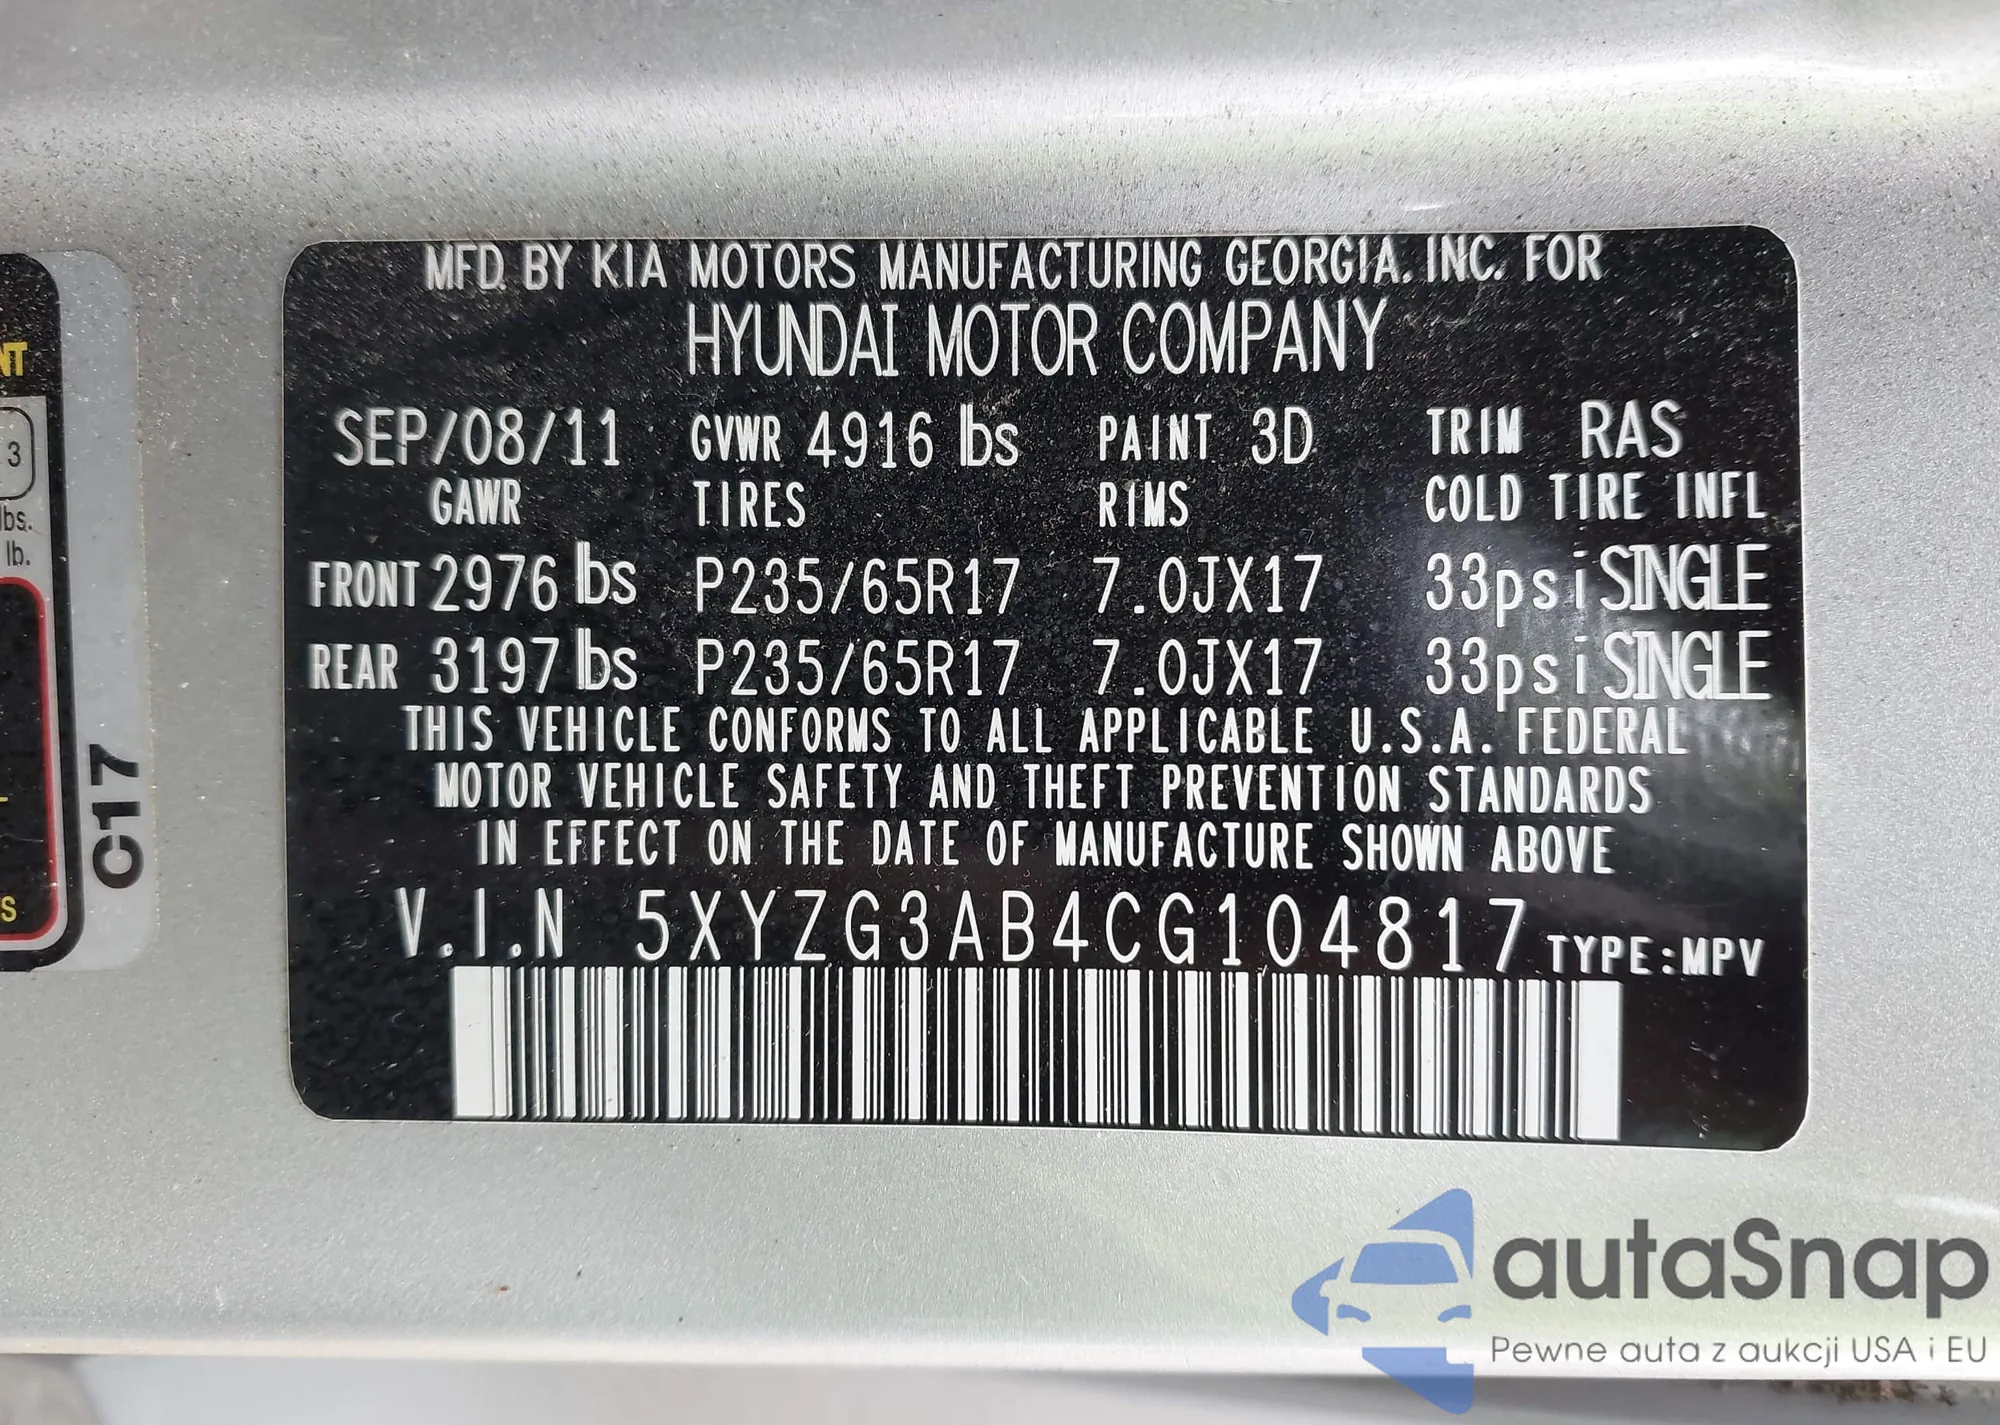 MFD. BY KIA MOTORS MANUFACTURING GEORGIA. INC. FOR
HYUNDAI MOTOR COMPANY
SEP/08/11 GVWR 4916 lbs PAINT 3D TRIM RAS
GAWR TIRES RIMS COLD TIRE INFL
FRONT 2976 lbs P235/65R17 7.0JX17 33psi SINGLE
REAR 3197 lbs P235/65R17 7.0JX17 33psi SINGLE
THIS VEHICLE CONFORMS TO ALL APPLICABLE U.S.A. FEDERAL
MOTOR VEHICLE SAFETY AND THEFT PREVENTION STANDARDS
IN EFFECT ON THE DATE OF MANUFACTURE SHOWN ABOVE
V.I.N 5XYZG3AB4CG104817 TYPE:MPV
NT
3
lbs.
lb.
C17
autaSnap
Pewne auta z aukcji USA i EU